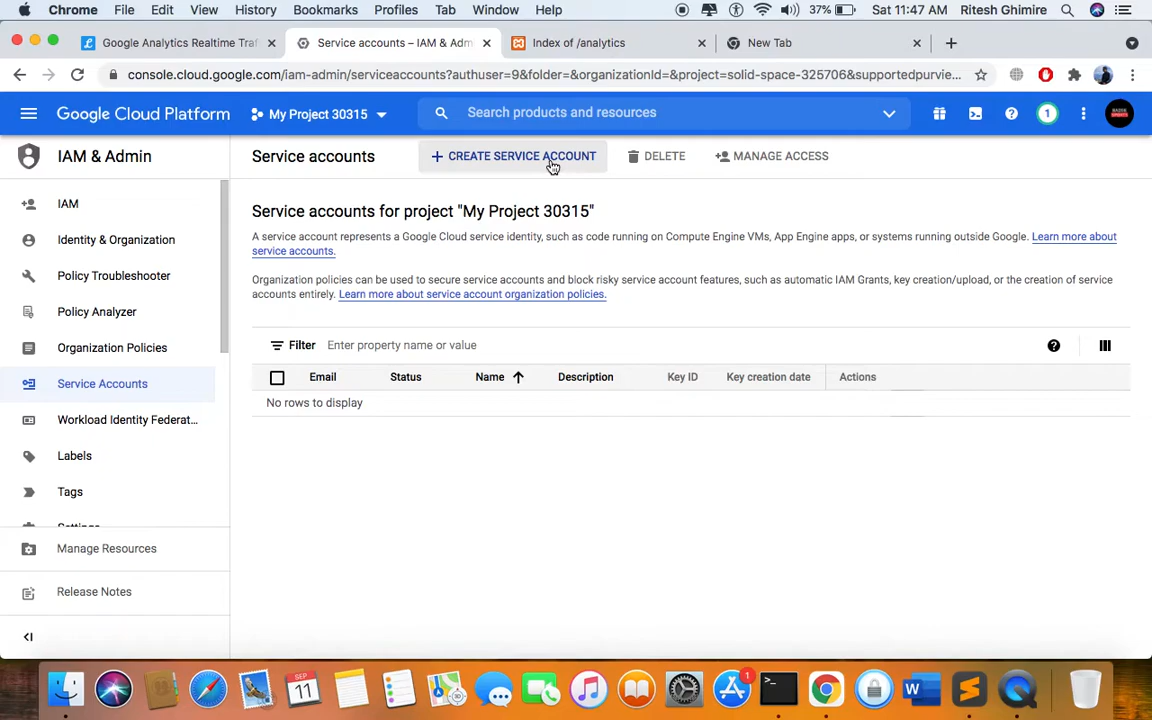 Chrome File Edit View History Bookmarks Profiles Tab Window Help 37% Sat 11:47 AM Ritesh Ghimire
Google Analytics Realtime Traf
Service accounts – IAM & Adm
Index of /analytics
New Tab
console.cloud.google.com/iam-admin/serviceaccounts?authuser=9&folder=&organizationId=&project=solid-space-325706&supportedpurvie...
Google Cloud Platform
My Project 30315
Search products and resources
1
IAM & Admin
Service accounts
+ CREATE SERVICE ACCOUNT
DELETE
MANAGE ACCESS
IAM
Identity & Organization
Policy Troubleshooter
Policy Analyzer
Organization Policies
Service Accounts
Workload Identity Federat...
Labels
Tags
Settings
Manage Resources
Release Notes
Service accounts for project "My Project 30315"
A service account represents a Google Cloud service identity, such as code running on Compute Engine VMs, App Engine apps, or systems running outside Google. Learn more about
service accounts.
Organization policies can be used to secure service accounts and block risky service account features, such as automatic IAM Grants, key creation/upload, or the creation of service
accounts entirely. Learn more about service account organization policies.
Filter Enter property name or value
Email Status Name Description Key ID Key creation date Actions
No rows to display
SEP
11
1